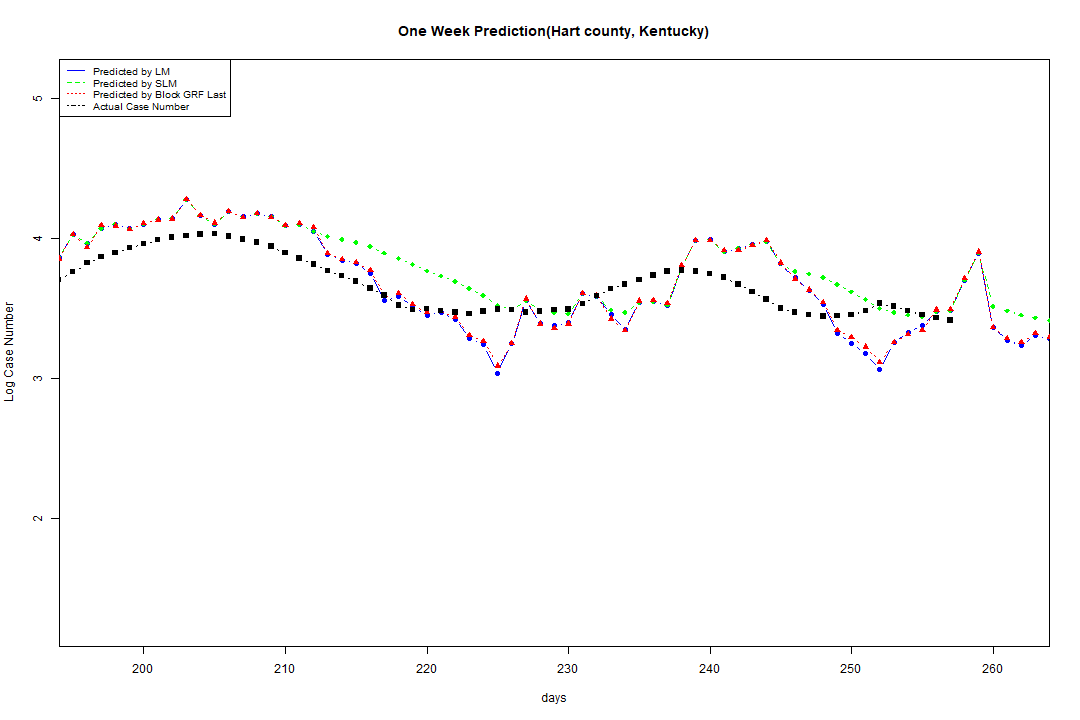 One Week Prediction(Hart county, Kentucky)
Predicted by LM
Predicted by SLM
Predicted by Block GRF Last
Actual Case Number
5
4
3
2
Log Case Number
200 210 220 230 240 250 260
days